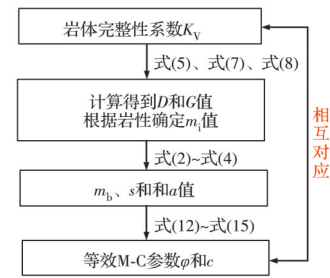 岩体完整性系数Kv
式(5)、式(7)、式(8)
计算得到D和G值
根据岩性确定mi值
式(2)~式(4)
mb、s和和a值
式(12)~式(15)
等效M-C参数φ和c
相互对应